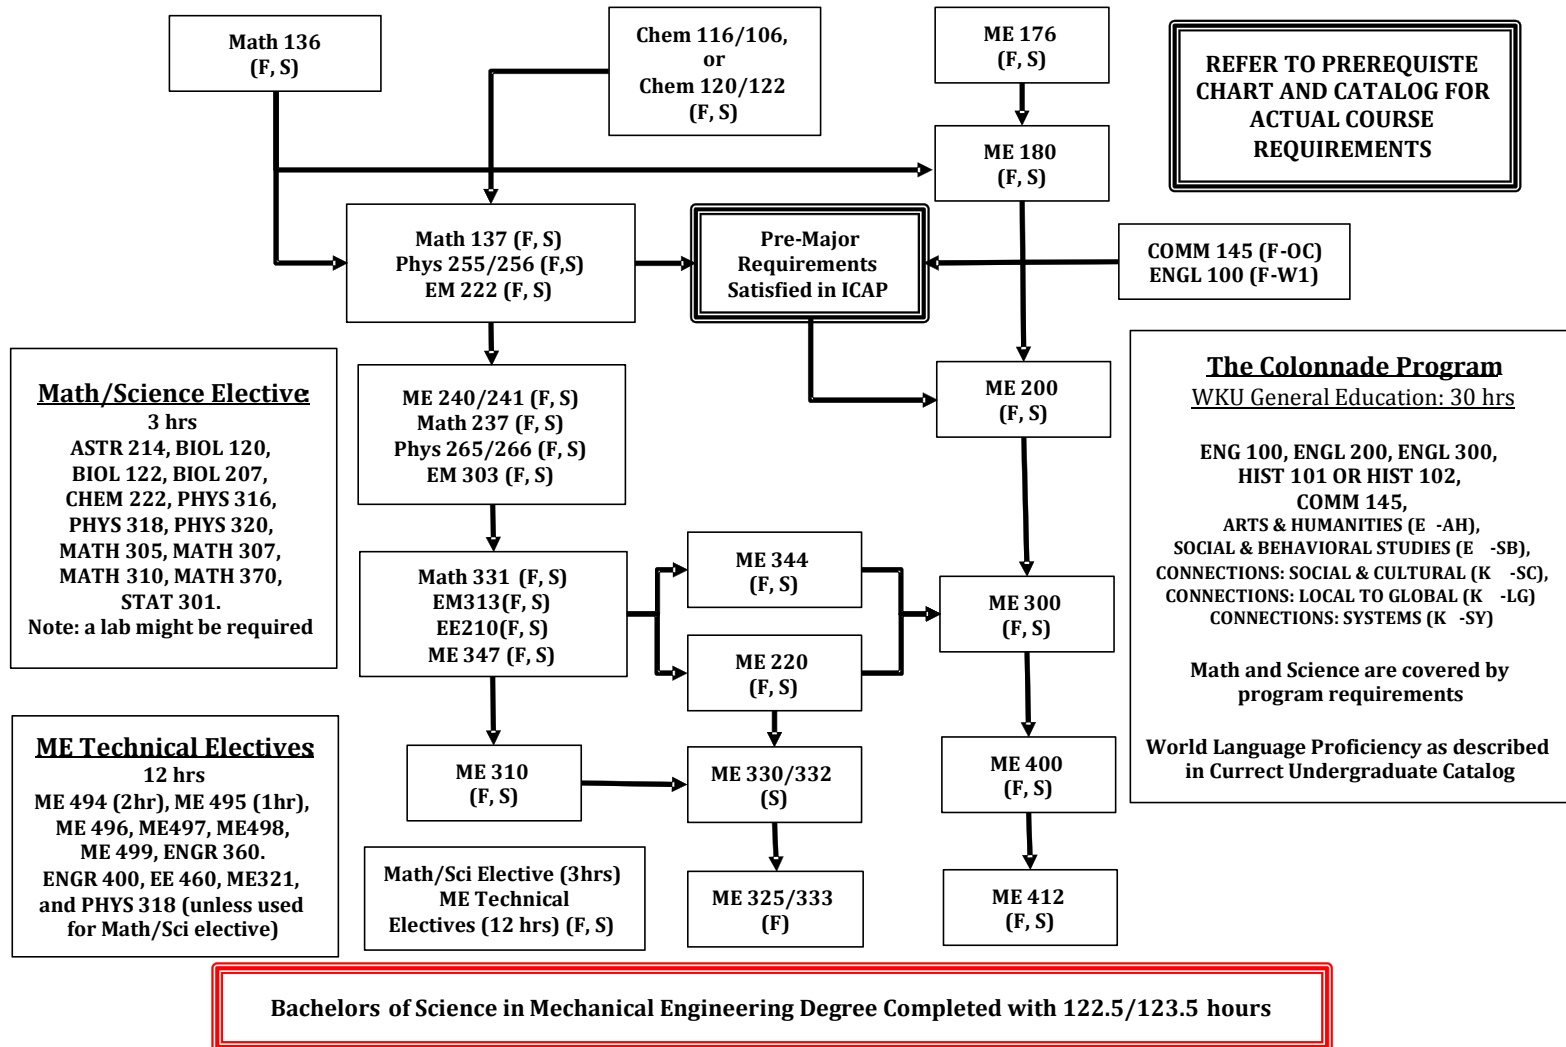 Math 136
(F, S)
Chem 116/106,
or
Chem 120/122
(F, S)
ME 176
(F, S)
REFER TO PREREQUISTE
CHART AND CATALOG FOR
ACTUAL COURSE
REQUIREMENTS
ME 180
(F, S)
Math 137 (F, S)
Phys 255/256 (F,S)
EM 222 (F, S)
Pre-Major
Requirements
Satisfied in ICAP
COMM 145 (F-OC)
ENGL 100 (F-W1)
Math/Science Elective:
3 hrs
ASTR 214, BIOL 120,
BIOL 122, BIOL 207,
CHEM 222, PHYS 316,
PHYS 318, PHYS 320,
MATH 305, MATH 307,
MATH 310, MATH 370,
STAT 301.
Note: a lab might be required
ME 240/241 (F, S)
Math 237 (F, S)
Phys 265/266 (F, S)
EM 303 (F, S)
ME 200
(F, S)
The Colonnade Program
WKU General Education: 30 hrs
ENG 100, ENGL 200, ENGL 300,
HIST 101 OR HIST 102,
COMM 145,
ARTS & HUMANITIES (E -AH),
SOCIAL & BEHAVIORAL STUDIES (E -SB),
CONNECTIONS: SOCIAL & CULTURAL (K -SC),
CONNECTIONS: LOCAL TO GLOBAL (K -LG)
CONNECTIONS: SYSTEMS (K -SY)
Math and Science are covered by
program requirements
World Language Proficiency as described
in Currect Undergraduate Catalog
Math 331 (F, S)
EM313(F, S)
EE210(F, S)
ME 347 (F, S)
ME 344
(F, S)
ME 220
(F, S)
ME 300
(F, S)
ME Technical Electives:
12 hrs
ME 494 (2hr), ME 495 (1hr),
ME 496, ME497, ME498,
ME 499, ENGR 360.
ENGR 400, EE 460, ME321,
and PHYS 318 (unless used
for Math/Sci elective)
ME 310
(F, S)
ME 330/332
(S)
ME 400
(F, S)
Math/Sci Elective (3hrs)
ME Technical
Electives (12 hrs) (F, S)
ME 325/333
(F)
ME 412
(F, S)
Bachelors of Science in Mechanical Engineering Degree Completed with 122.5/123.5 hours